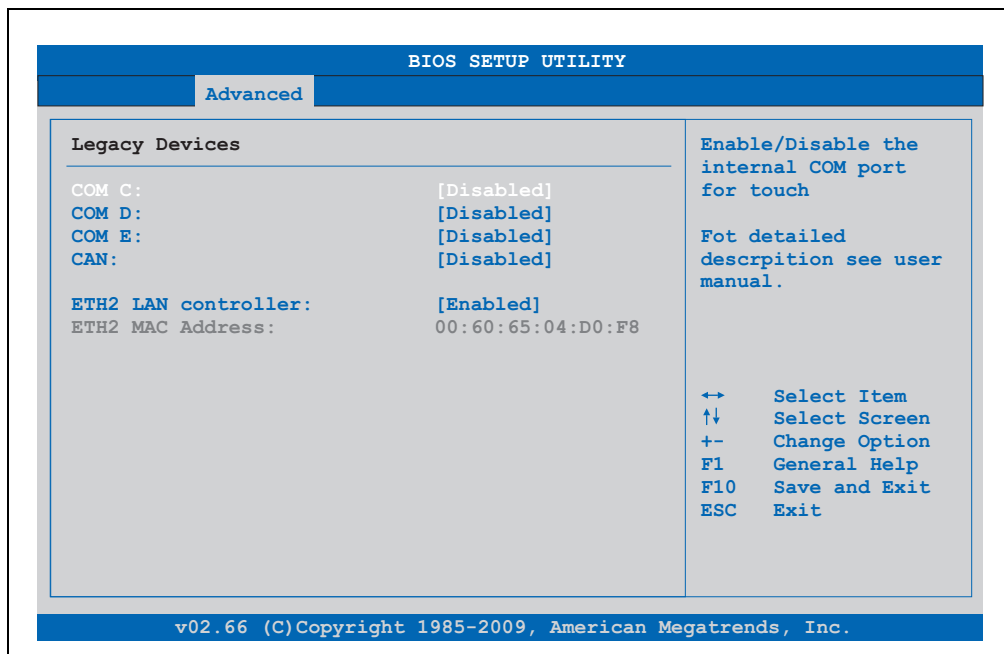 BIOS SETUP UTILITY
Advanced
Legacy Devices
COM C: [Disabled]
COM D: [Disabled]
COM E: [Disabled]
CAN: [Disabled]
ETH2 LAN controller: [Enabled]
ETH2 MAC Address: 00:60:65:04:D0:F8
Enable/Disable the
internal COM port
for touch
Fot detailed
descrpition see user
manual.
↔ Select Item
↑↓ Select Screen
+- Change Option
F1 General Help
F10 Save and Exit
ESC Exit
v02.66 (C)Copyright 1985-2009, American Megatrends, Inc.